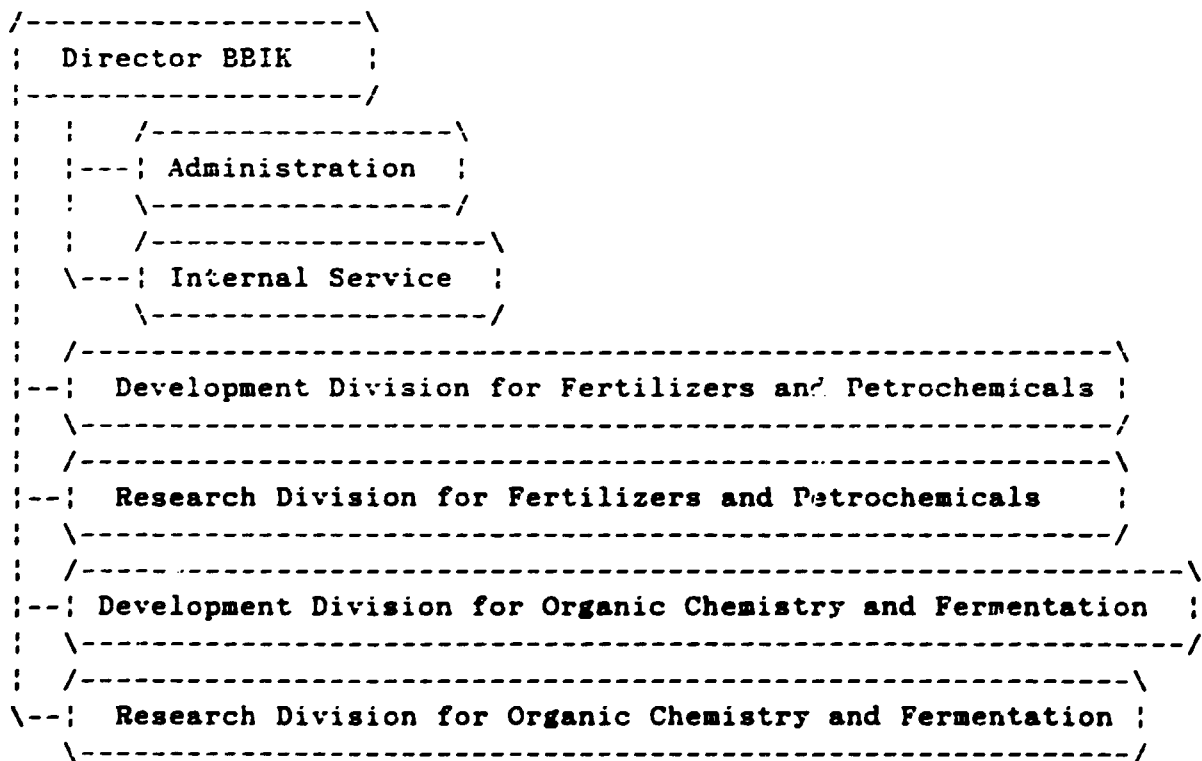 Director BBIK
Administration
Internal Service
Development Division for Fertilizers and Petrochemicals
Research Division for Fertilizers and Petrochemicals
Development Division for Organic Chemistry and Fermentation
Research Division for Organic Chemistry and Fermentation